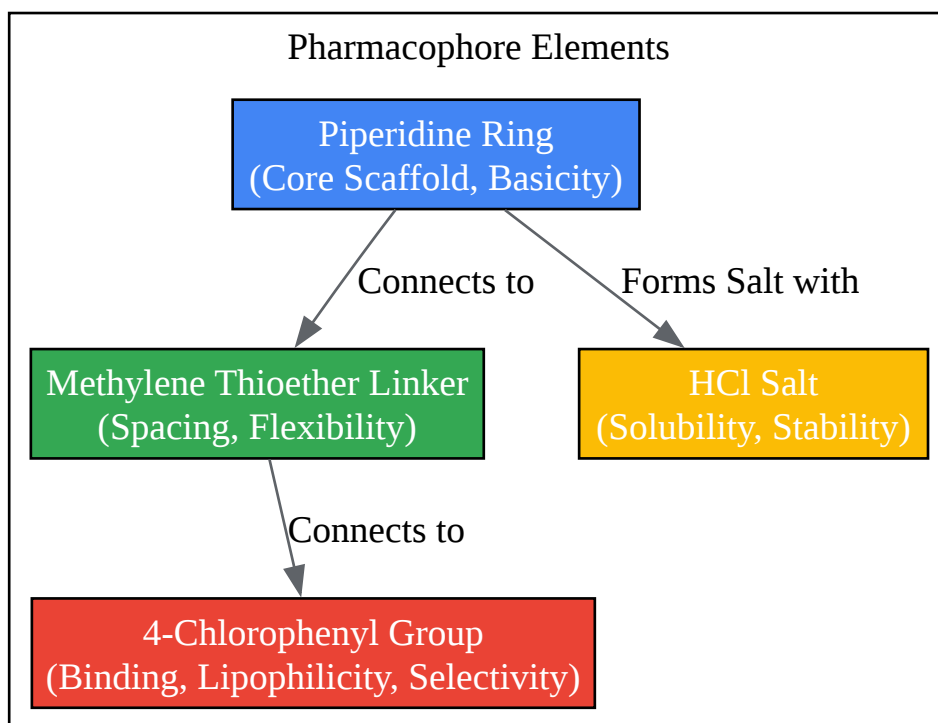 Pharmacophore Elements
Piperidine Ring
(Core Scaffold, Basicity)
Connects to
Forms Salt with
Methylene Thioether Linker
(Spacing, Flexibility)
HCl Salt
(Solubility, Stability)
Connects to
4-Chlorophenyl Group
(Binding, Lipophilicity, Selectivity)